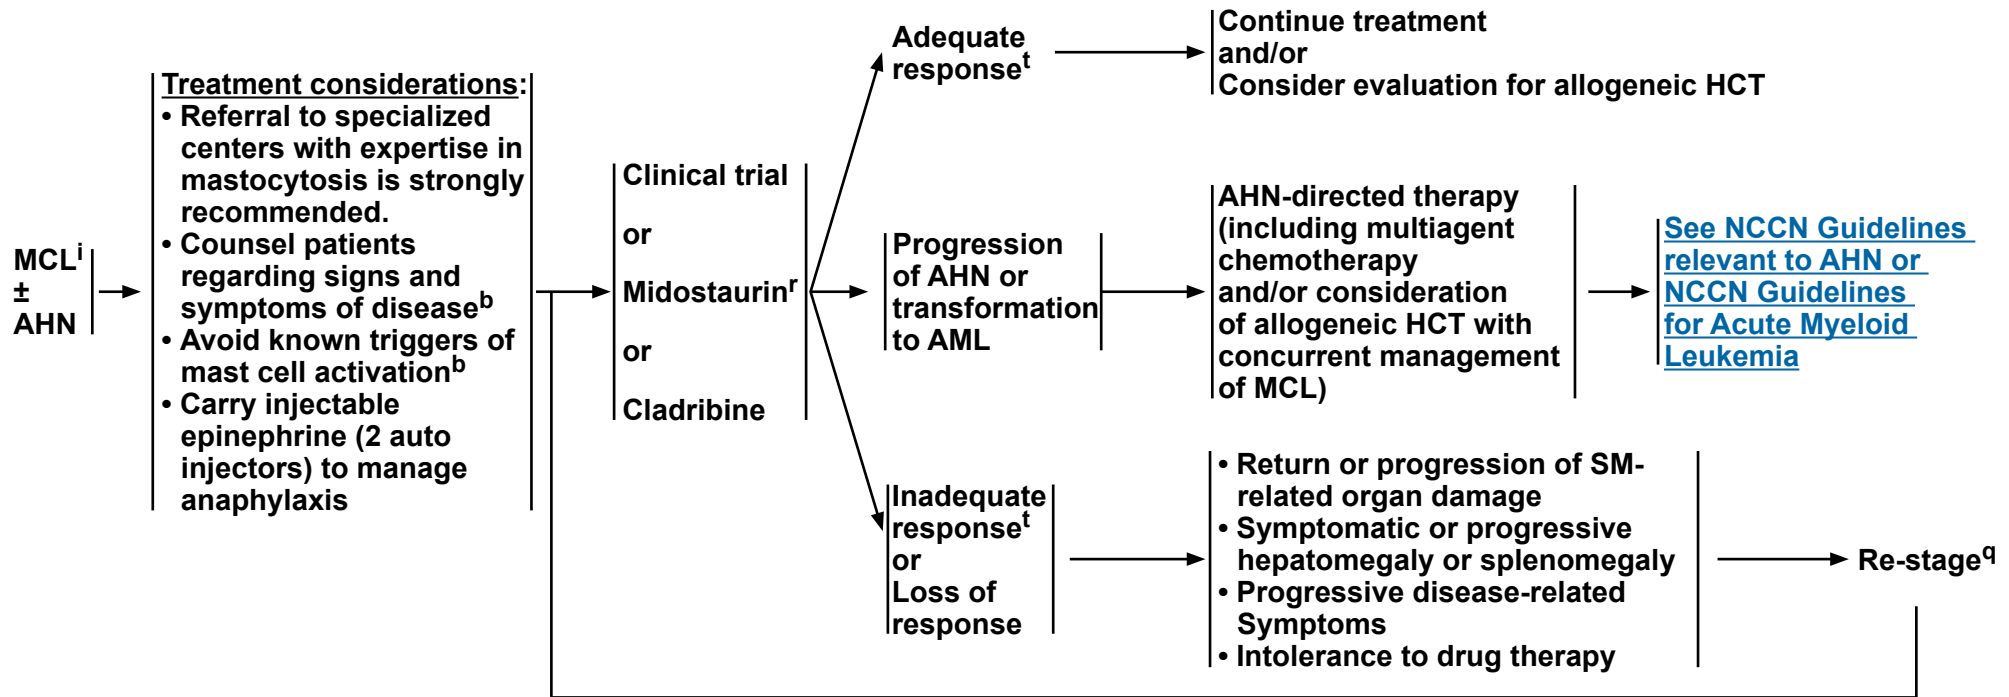 MCLi
±
AHN
Treatment considerations:
• Referral to specialized
centers with expertise in
mastocytosis is strongly
recommended.
• Counsel patients
regarding signs and
symptoms of diseaseb
• Avoid known triggers of
mast cell activationb
• Carry injectable
epinephrine (2 auto
injectors) to manage
anaphylaxis
Clinical trial
or
Midostaurinr
or
Cladribine
Adequate
responset
Continue treatment
and/or
Consider evaluation for allogeneic HCT
Progression
of AHN or
transformation
to AML
AHN-directed therapy
(including multiagent
chemotherapy
and/or consideration
of allogeneic HCT with
concurrent management
of MCL)
See NCCN Guidelines
relevant to AHN or
NCCN Guidelines
for Acute Myeloid
Leukemia
Inadequate
responset
or
Loss of
response
• Return or progression of SM-
related organ damage
• Symptomatic or progressive
hepatomegaly or splenomegaly
• Progressive disease-related
Symptoms
• Intolerance to drug therapy
Re-stageq